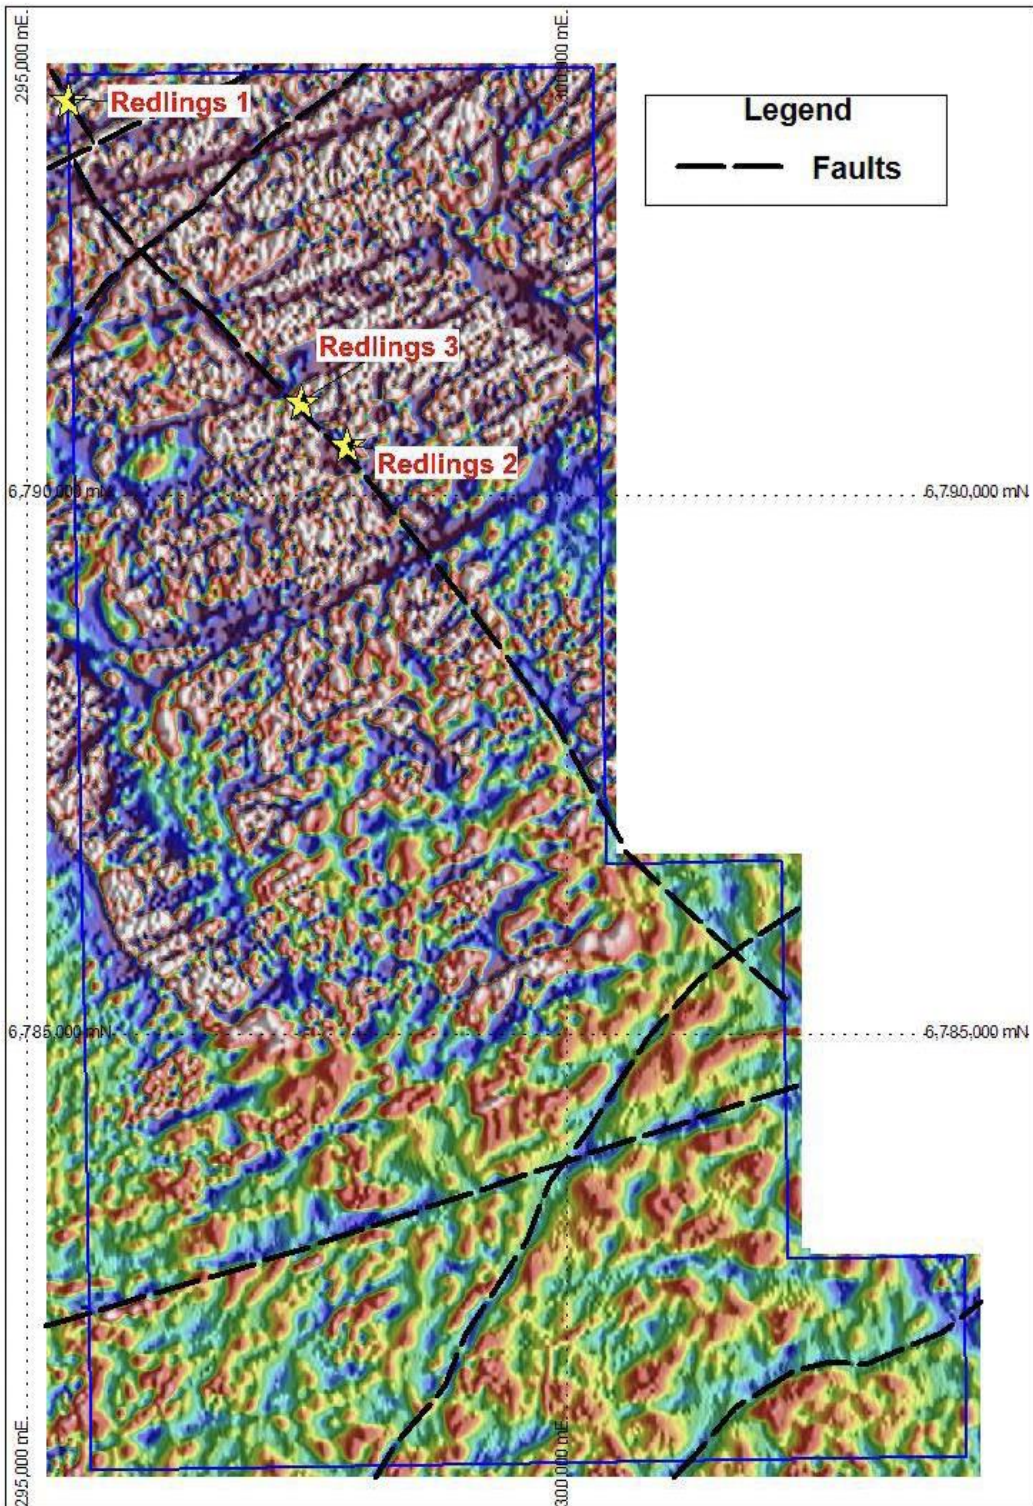 295,000 mE.
300,000 mE.
Redlings 1
Legend
Faults
Redlings 3
Redlings 2
6,790,000 mN
6,790,000 mN
6,785,000 mN
6,785,000 mN
295,000 mE.
300,000 mE.